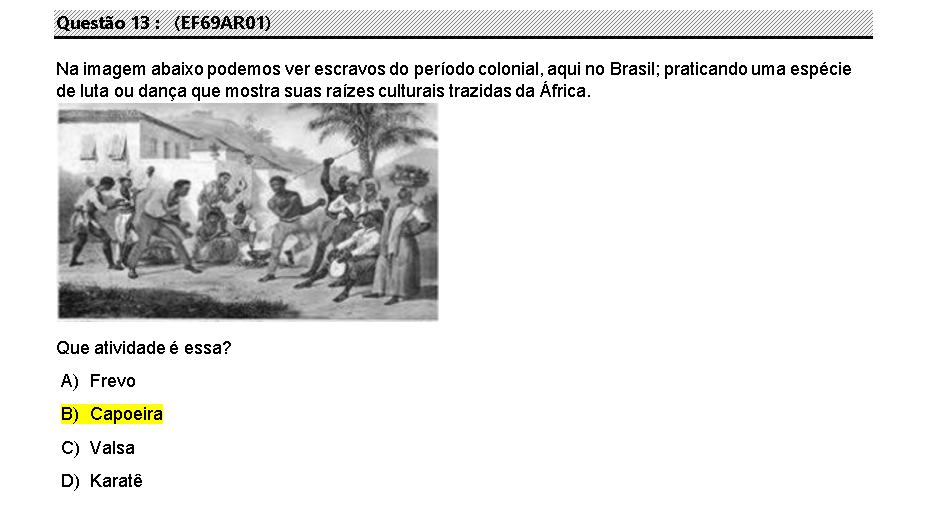 Questão 13 : (EF69AR01)
Na imagem abaixo podemos ver escravos do período colonial, aqui no Brasil; praticando uma espécie
de luta ou dança que mostra suas raízes culturais trazidas da África.
Que atividade é essa?
A) Frevo
B) Capoeira
C) Valsa
D) Karatê